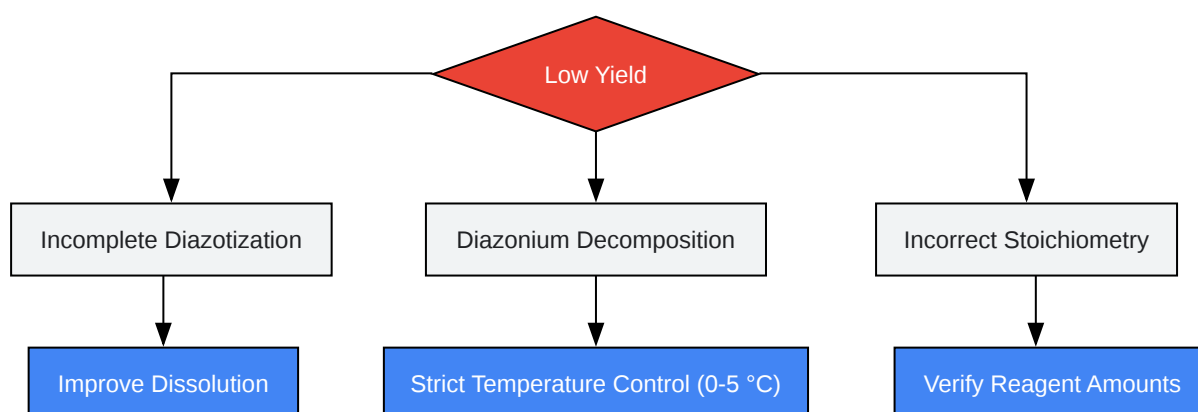 Low Yield
Incomplete Diazotization
Diazonium Decomposition
Incorrect Stoichiometry
Improve Dissolution
Strict Temperature Control (0-5 °C)
Verify Reagent Amounts